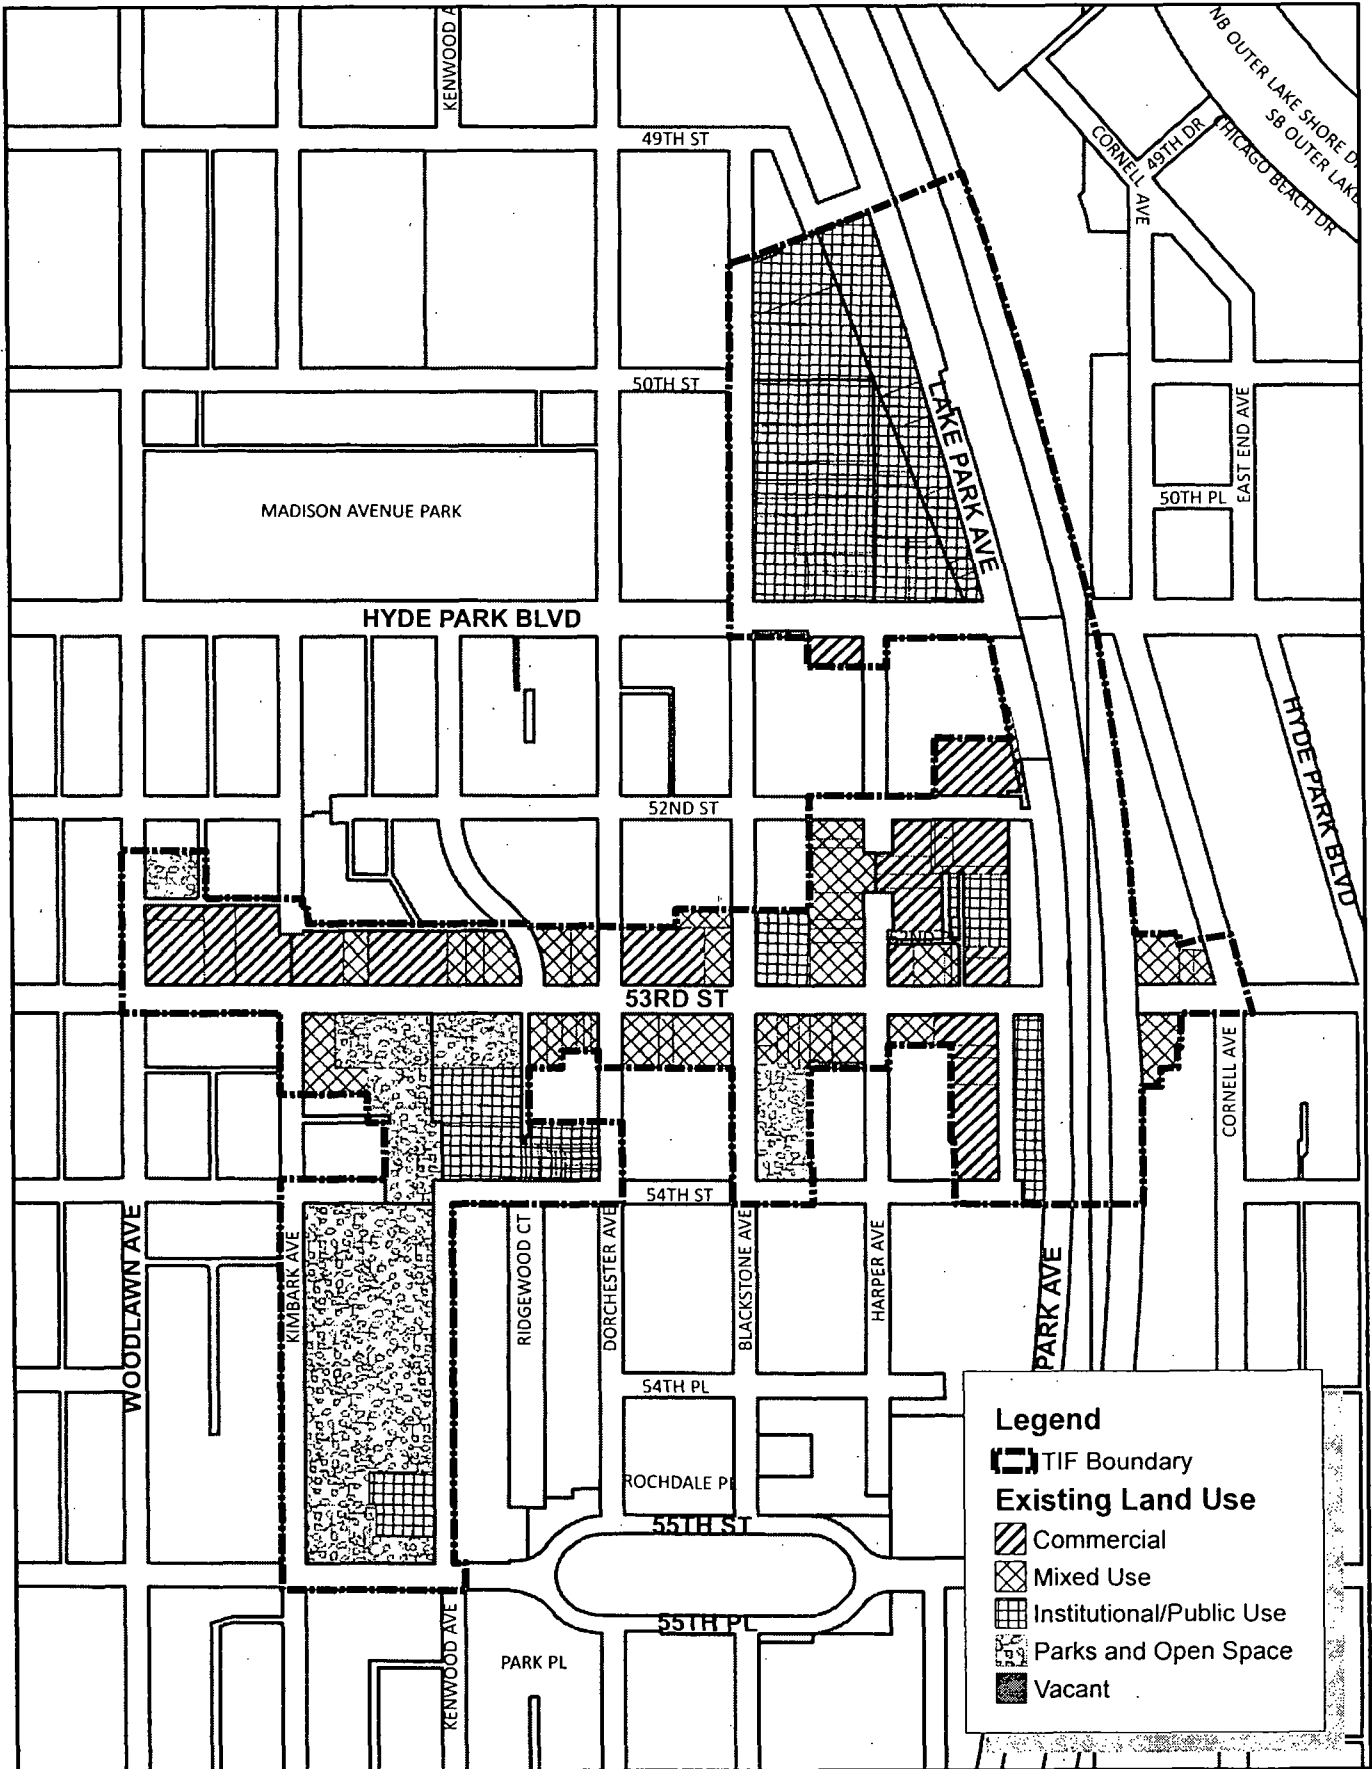 KENWOOD A
NB OUTER LAKE SHORE D
SB OUTER LAKE
49TH ST
CORNELL AVE
49TH DR
CHICAGO BEACH DR
50TH ST
LAKE PARK AVE
EAST END AVE
50TH PL
MADISON AVENUE PARK
HYDE PARK BLVD
HYDE PARK BLVD
52ND ST
53RD ST
CORNELL AVE
54TH ST
WOODLAWN AVE
KIMBARK AVE
RIDGEWOOD CT
DORCHESTER AVE
BLACKSTONE AVE
HARPER AVE
PARK AVE
54TH PL
ROCHDALE PL
55TH ST
55TH PL
KENWOOD AVE
PARK PL
Legend
TIF Boundary
Existing Land Use
Commercial
Mixed Use
Institutional/Public Use
Parks and Open Space
Vacant